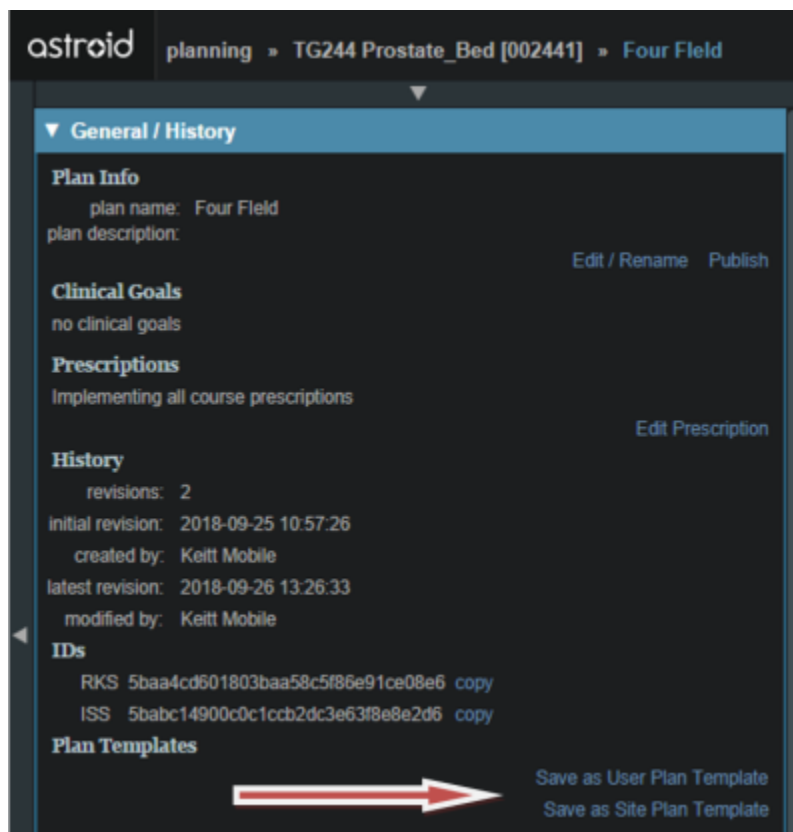 astroid planning » TG244 Prostate_Bed [002441] » Four FIeld
General / History
Plan Info
plan name: Four FIeld
plan description:
Edit / Rename Publish
Clinical Goals
no clinical goals
Prescriptions
Implementing all course prescriptions
Edit Prescription
History
revisions: 2
initial revision: 2018-09-25 10:57:26
created by: Keitt Mobile
latest revision: 2018-09-26 13:26:33
modified by: Keitt Mobile
IDs
RKS 5baa4cd601803baa58c5f86e91ce08e6 copy
ISS 5babc14900c0c1ccb2dc3e63f8e8e2d6 copy
Plan Templates
Save as User Plan Template
Save as Site Plan Template